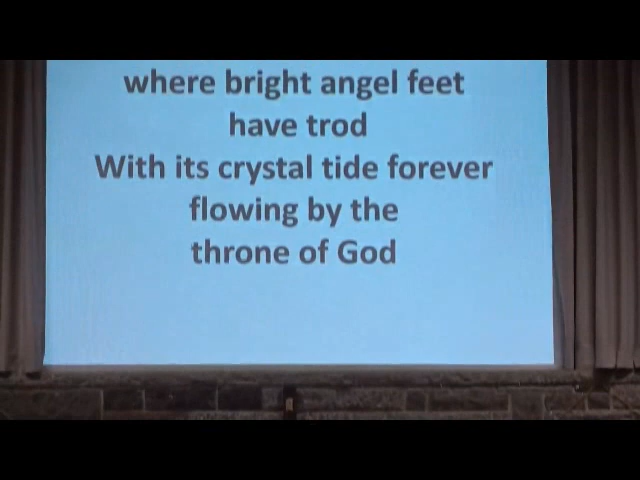 where bright angel feet
have trod
With its crystal tide forever
flowing by the
throne of God